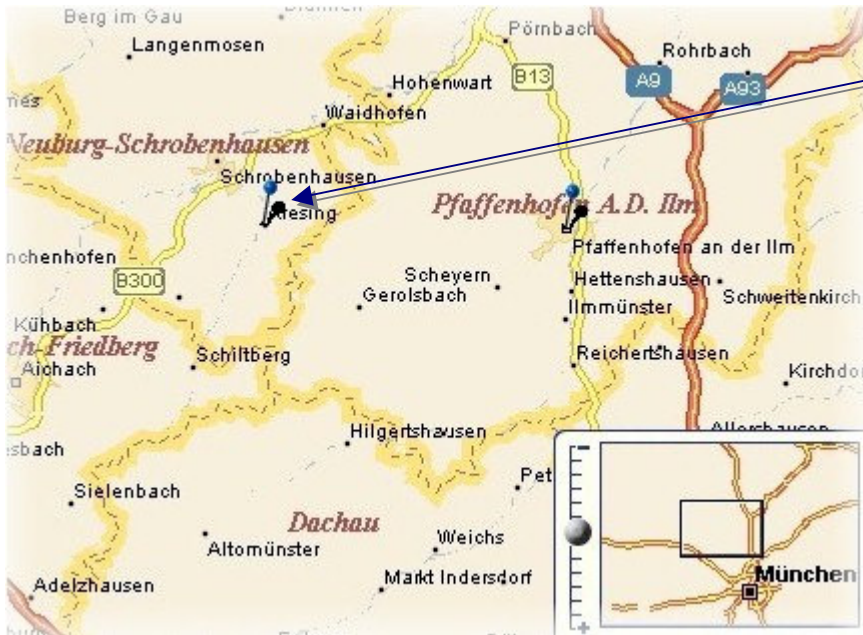 Berg im Gau
Langenmosen
Pörnbach
Rohrbach
B13
A9
A93
Hohenwart
Waidhofen
Neuburg-Schrobenhausen
Schrobenhausen
Pfaffenhofen A.D. Ilm
Pfaffenhofen an der Ilm
B300
Scheyern
Hettenshausen
Gerolsbach
Ilmmünster
Schweitenkirch
Kühbach
ch-Friedberg
Aichach
Schiltberg
Reichertshausen
Kirchdo
Hilgertshausen
Allershausen
esbach
Pet
Sielenbach
Dachau
Altomünster
Weichs
München
Adelzhausen
Markt Indersdorf